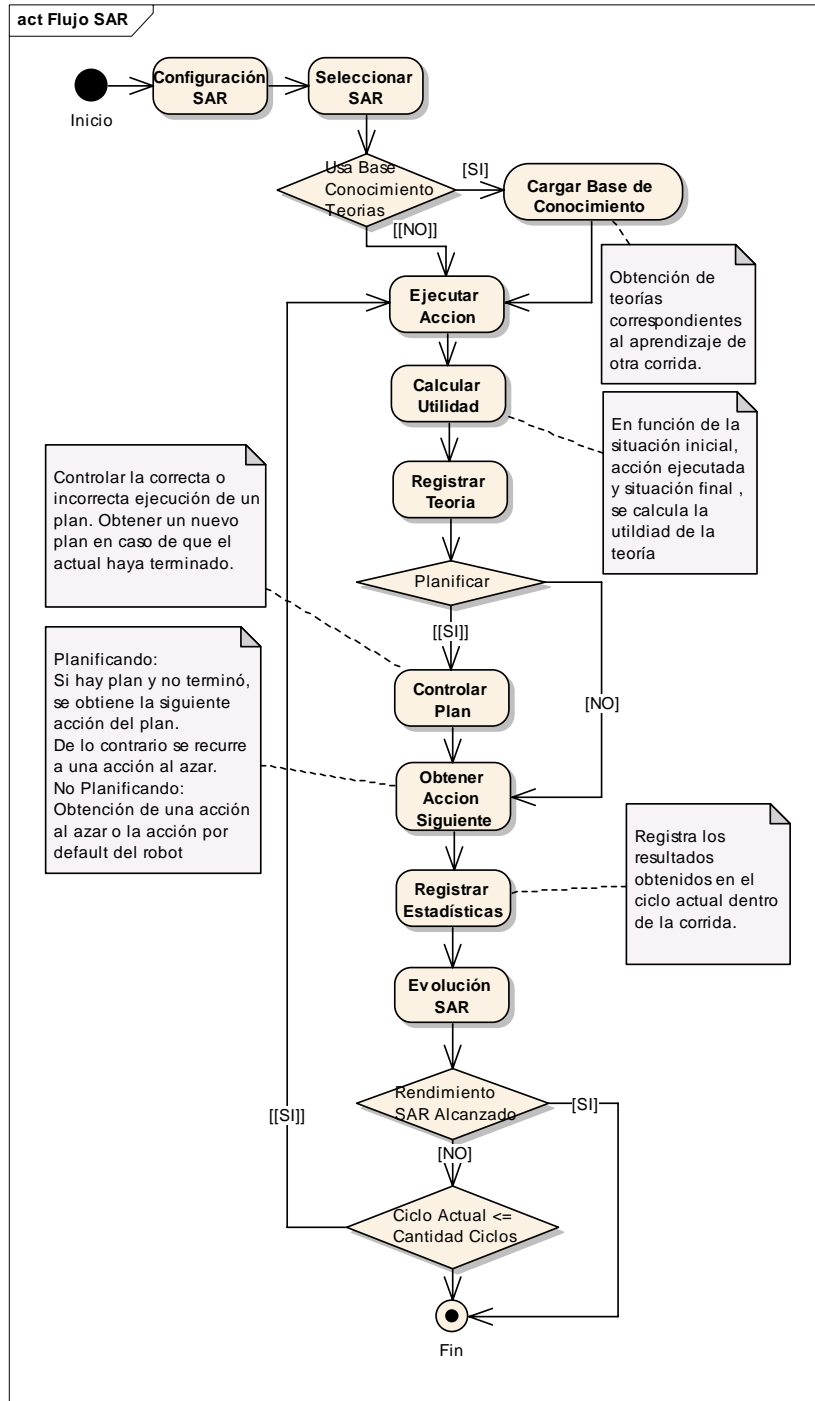 act Flujo SAR
Inicio
Configuración
SAR
Seleccionar
SAR
Usa Base
Conocimiento
Teorias
[SI]
Cargar Base de
Conocimiento
[[NO]]
Obtención de
teorías
correspondientes
al aprendizaje de
otra corrida.
Ejecutar
Accion
Calcular
Utilidad
En función de la
situación inicial,
acción ejecutada
y situación final ,
se calcula la
utildiad de la
teoría
Registrar
Teoria
Controlar la correcta o
incorrecta ejecución de un
plan. Obtener un nuevo
plan en caso de que el
actual haya terminado.
Planificar
[[SI]]
[NO]
Planificando:
Si hay plan y no terminó,
se obtiene la siguiente
acción del plan.
De lo contrario se recurre
a una acción al azar.
No Planificando:
Obtención de una acción
al azar o la acción por
default del robot
Controlar
Plan
Obtener
Accion
Siguiente
Registrar
Estadísticas
Registra los
resultados
obtenidos en el
ciclo actual dentro
de la corrida.
Evolución
SAR
Rendimiento
SAR Alcanzado
[SI]
[[SI]]
[NO]
Ciclo Actual <=
Cantidad Ciclos
Fin